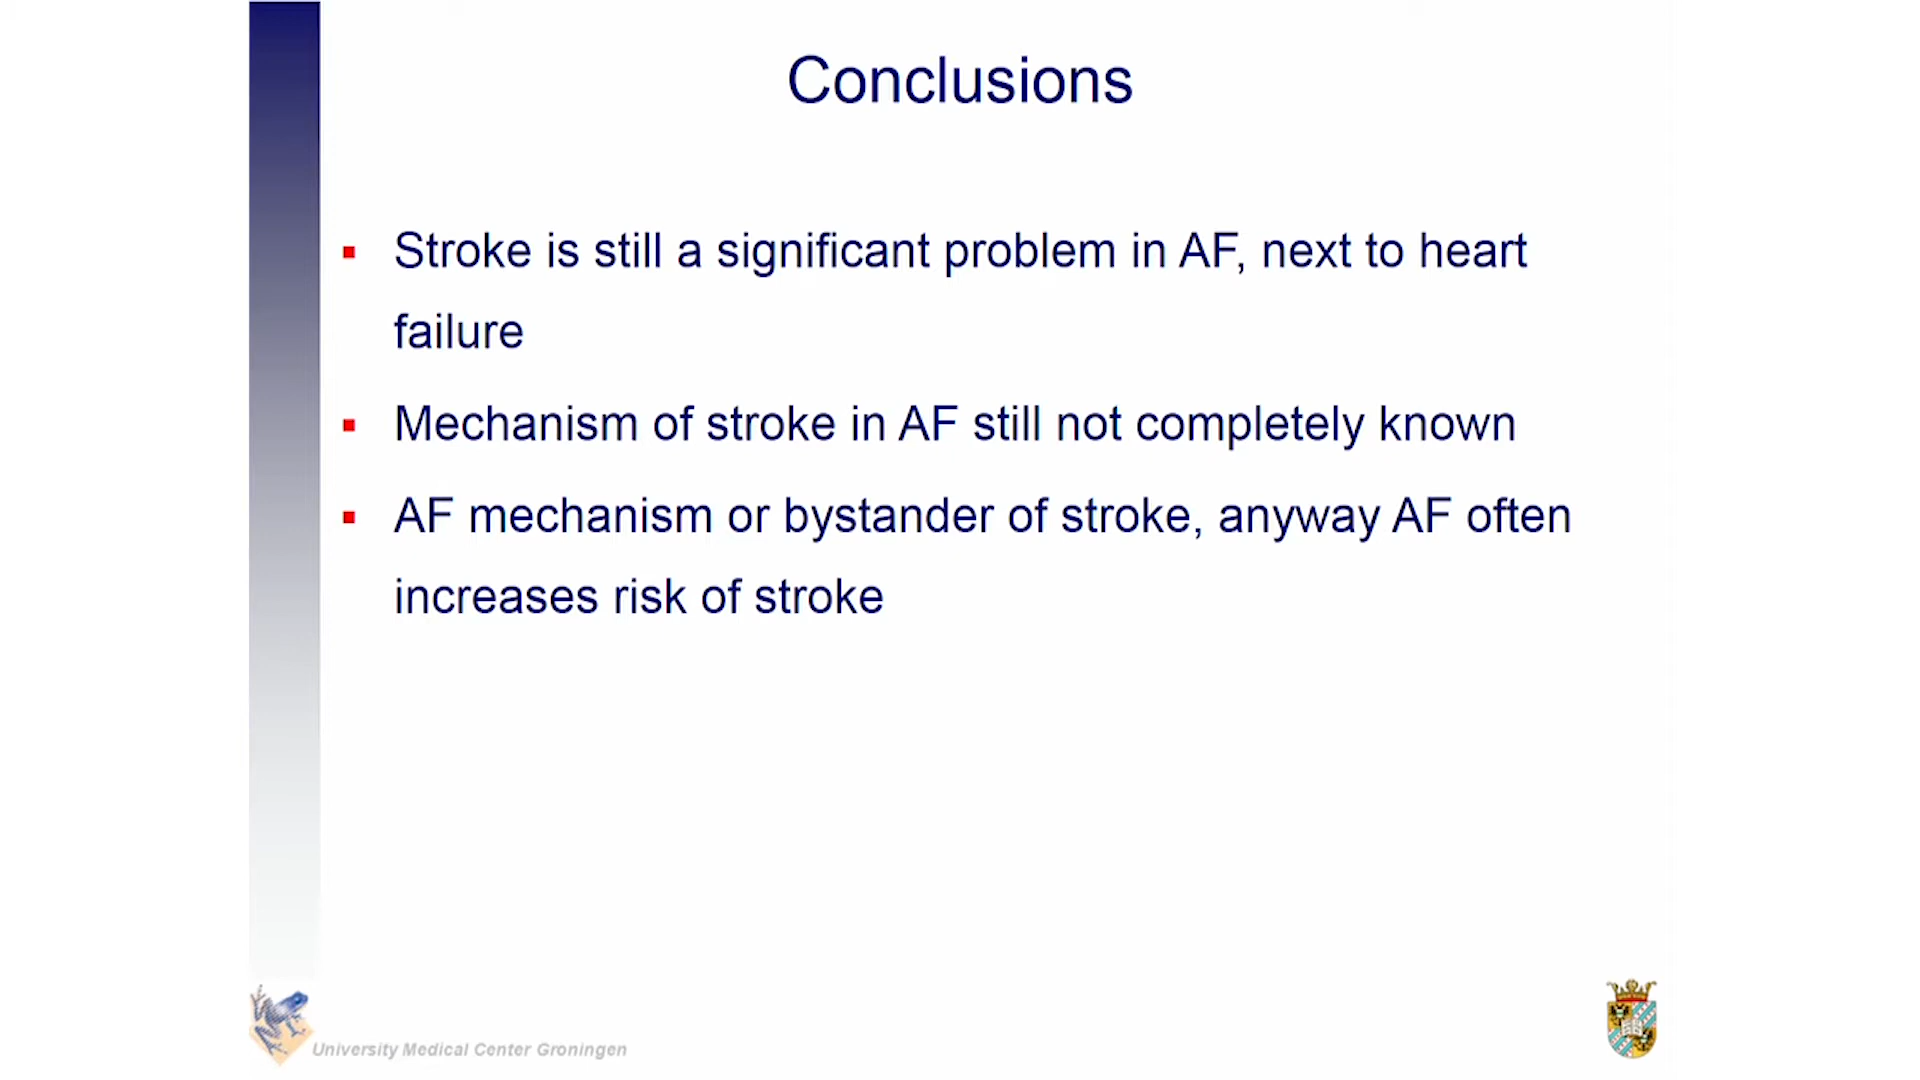 Conclusions
▪ Stroke is still a significant problem in AF, next to heart
failure
▪ Mechanism of stroke in AF still not completely known
▪ AF mechanism or bystander of stroke, anyway AF often
increases risk of stroke
University Medical Center Groningen